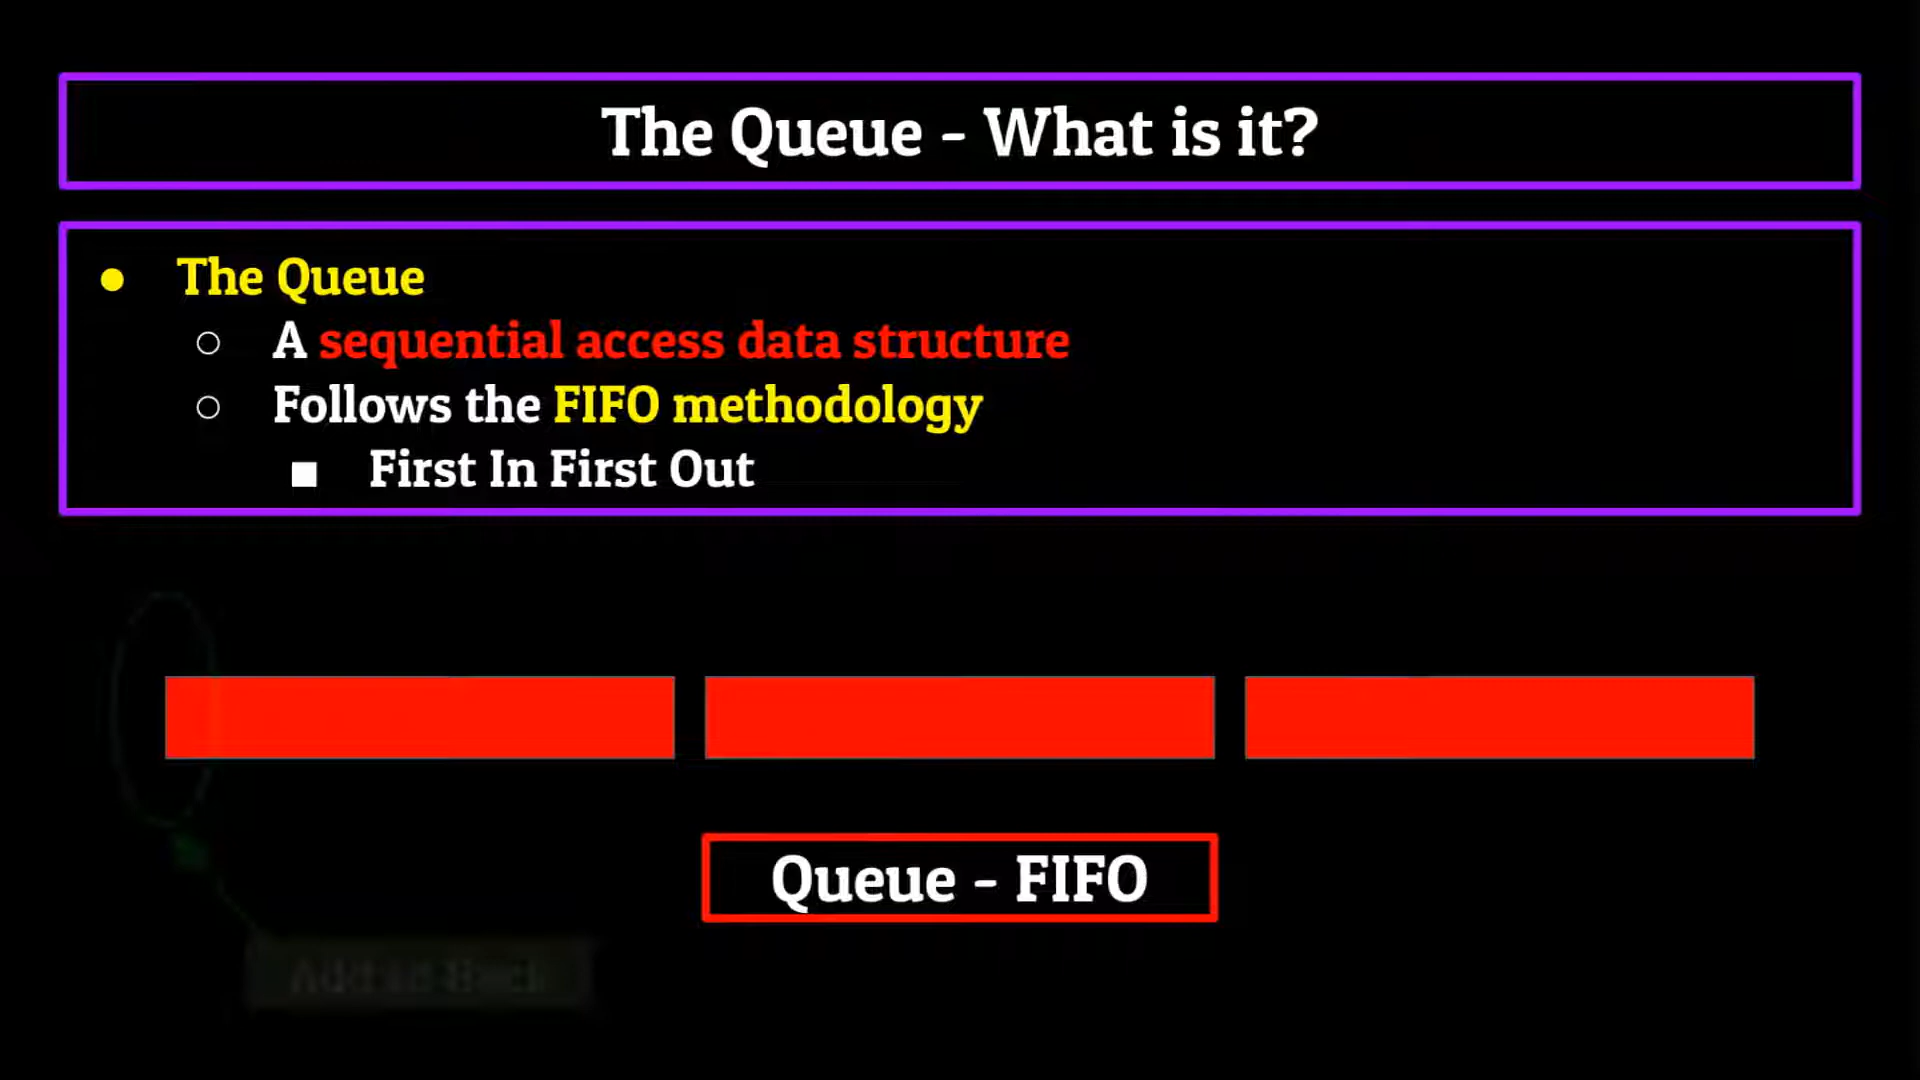 The Queue - What is it?
● The Queue
○ A sequential access data structure
○ Follows the FIFO methodology
■ First In First Out
Queue - FIFO